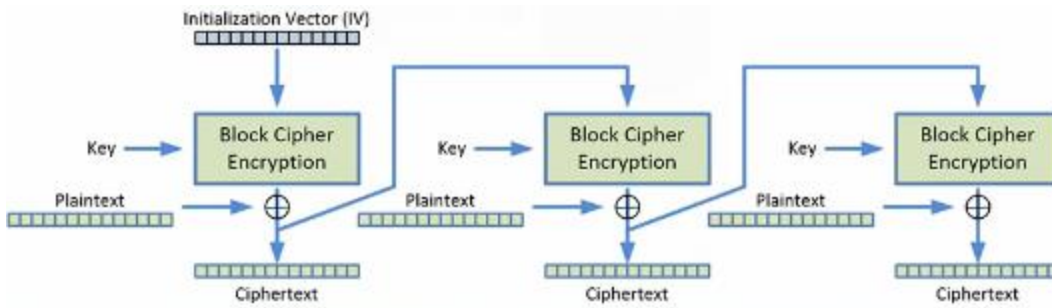 Initialization Vector (IV)
Key
Block Cipher
Encryption
Plaintext
Ciphertext
Key
Block Cipher
Encryption
Plaintext
Ciphertext
Key
Block Cipher
Encryption
Plaintext
Ciphertext